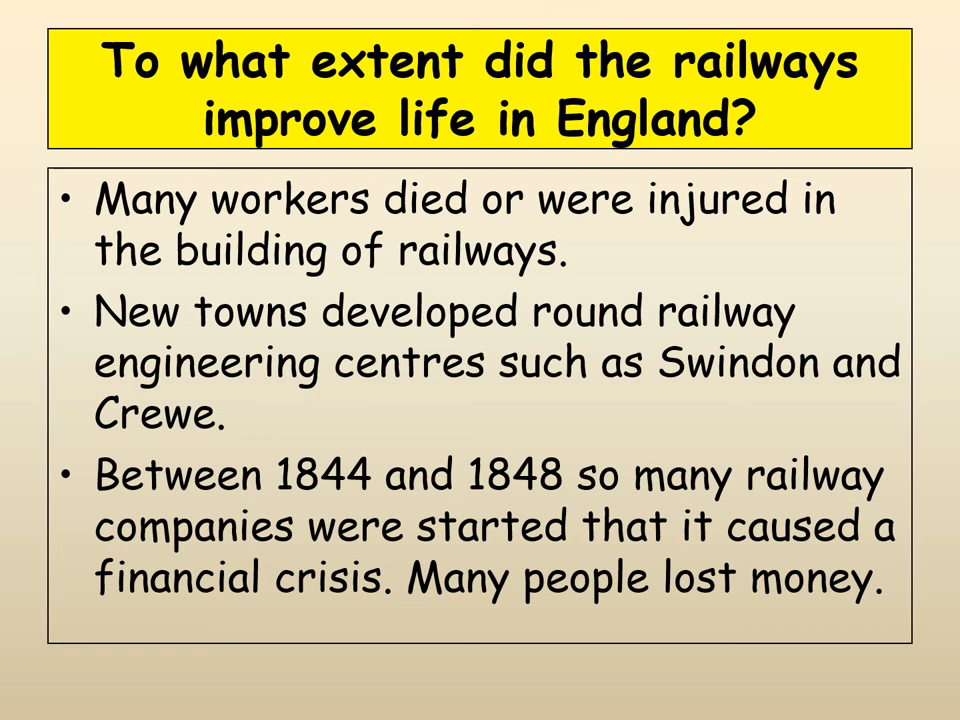 To what extent did the railways
improve life in England?
• Many workers died or were injured in
the building of railways.
• New towns developed round railway
engineering centres such as Swindon and
Crewe.
• Between 1844 and 1848 so many railway
companies were started that it caused a
financial crisis. Many people lost money.